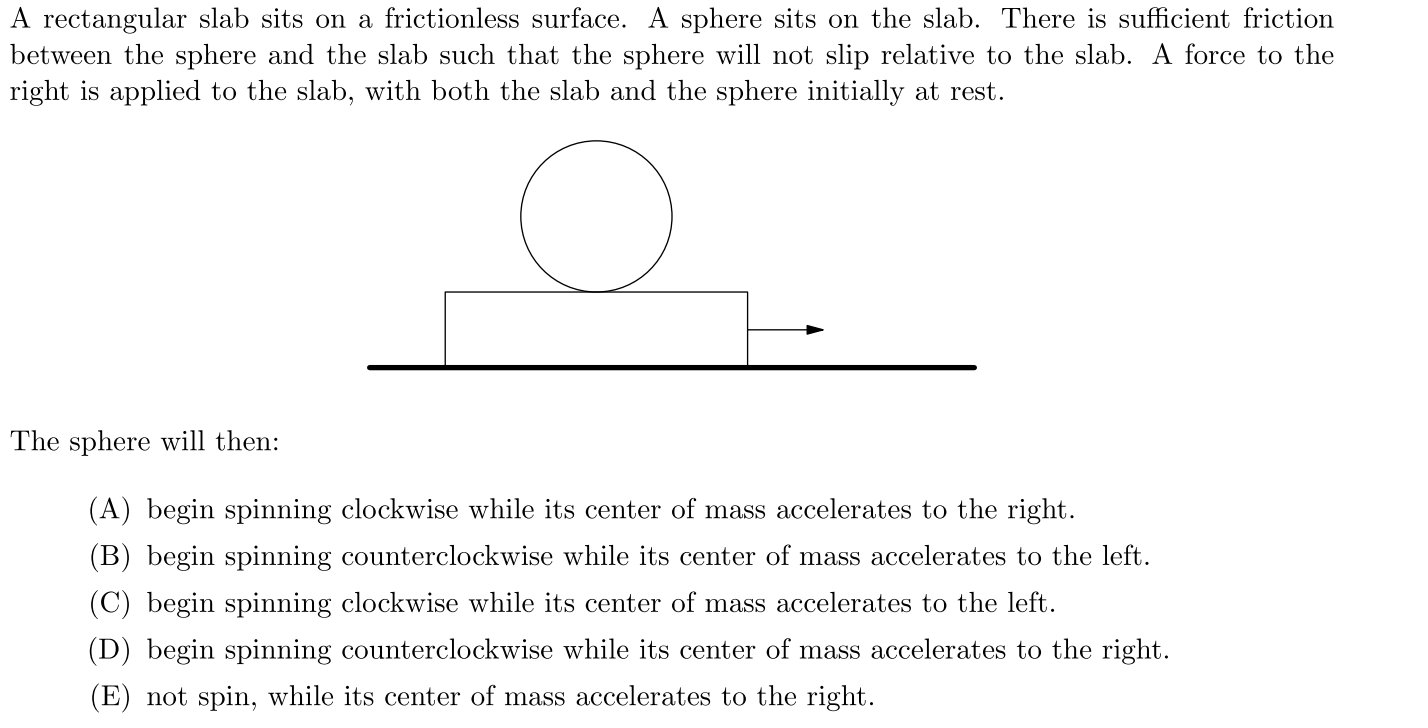 A rectangular slab sits on a frictionless surface. A sphere sits on the slab. There is sufficient friction
between the sphere and the slab such that the sphere will not slip relative to the slab. A force to the
right is applied to the slab, with both the slab and the sphere initially at rest.
The sphere will then:
(A) begin spinning clockwise while its center of mass accelerates to the right.
(B) begin spinning counterclockwise while its center of mass accelerates to the left.
(C) begin spinning clockwise while its center of mass accelerates to the left.
(D) begin spinning counterclockwise while its center of mass accelerates to the right.
(E) not spin, while its center of mass accelerates to the right.